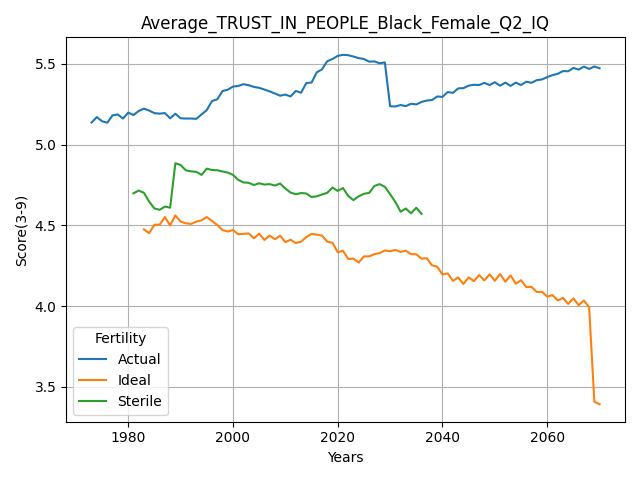 Average_TRUST_IN_PEOPLE_Black_Female_Q2_IQ
Score(3-9)
5.5
5.0
4.5
4.0
3.5
Fertility
Actual
Ideal
Sterile
1980
2000
2020
2040
2060
Years